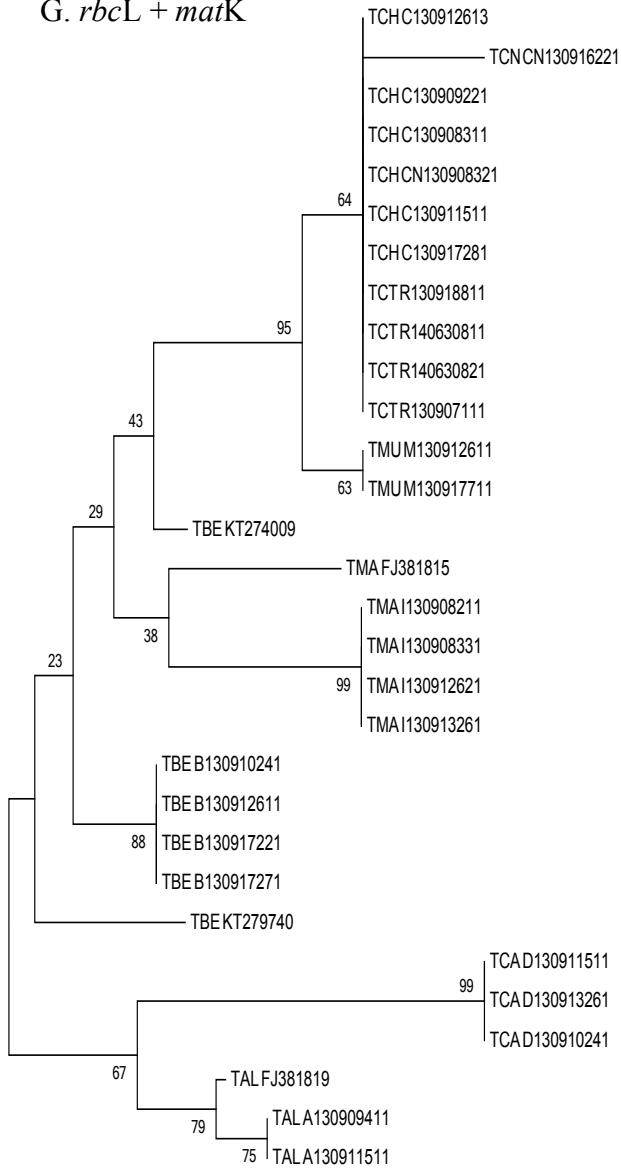 G. rbcL + matK
TCHC130912613
TCNCN130916221
TCHC130909221
TCHC130908311
TCHCN130908321
64
TCHC130911511
TCHC130917281
TCTR130918811
95
TCTR140630811
TCTR140630821
TCTR130907111
43
TMUM130912611
63
TMUM130917711
29
TBEKT274009
TMAFJ381815
TMAI130908211
38
TMAI130908331
23
99
TMAI130912621
TMAI130913261
TBEB130910241
TBEB130912611
88
TBEB130917221
TBEB130917271
TBEKT279740
TCAD130911511
99
TCAD130913261
TCAD130910241
67
TALFJ381819
79
TALA130909411
75
TALA130911511